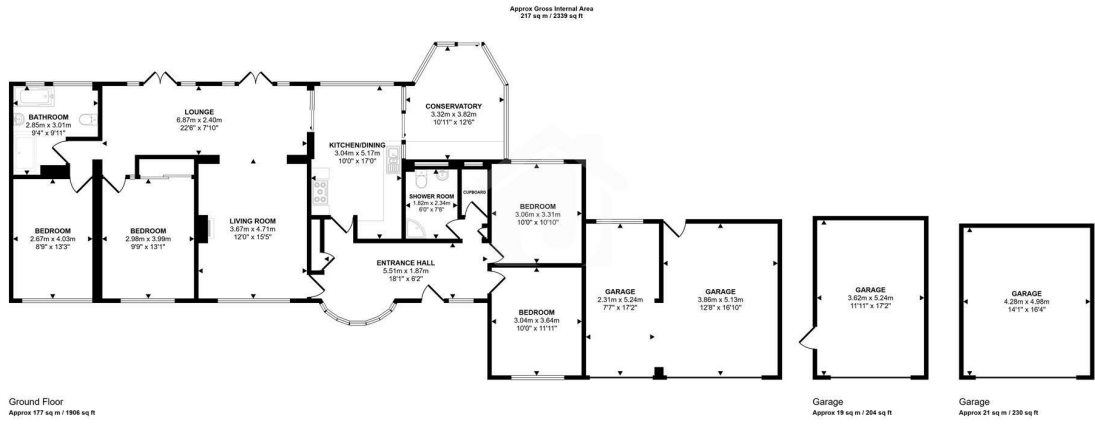 Approx Gross Internal Area
217 sq m / 2339 sq ft
BATHROOM
2.85m x 3.01m
9'4" x 9'11"
LOUNGE
6.87m x 2.40m
22'6" x 7'10"
KITCHEN/DINING
3.04m x 5.17m
10'0" x 17'0"
CONSERVATORY
3.32m x 3.82m
10'11" x 12'6"
SHOWER ROOM
1.82m x 2.34m
6'0" x 7'8"
CUPBOARD
BEDROOM
3.06m x 3.31m
10'0" x 10'10"
BEDROOM
2.67m x 4.03m
8'9" x 13'3"
BEDROOM
2.98m x 3.99m
9'9" x 13'1"
LIVING ROOM
3.67m x 4.71m
12'0" x 15'5"
ENTRANCE HALL
5.51m x 1.87m
18'1" x 6'2"
BEDROOM
3.04m x 3.64m
10'0" x 11'11"
GARAGE
2.31m x 5.24m
7'7" x 17'2"
GARAGE
3.86m x 5.13m
12'8" x 16'10"
GARAGE
3.62m x 5.24m
11'11" x 17'2"
GARAGE
4.28m x 4.98m
14'1" x 16'4"
Ground Floor
Approx 177 sq m / 1906 sq ft
Garage
Approx 19 sq m / 204 sq ft
Garage
Approx 21 sq m / 230 sq ft